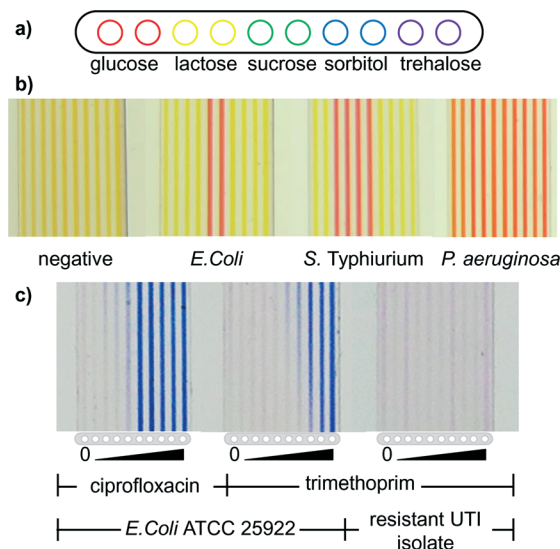 a)
glucose lactose sucrose sorbitol trehalose
b)
negative E.Coli S. Typhiurium P. aeruginosa
c)
0 0 0
ciprofloxacin trimethoprim
E.Coli ATCC 25922 resistant UTI
isolate